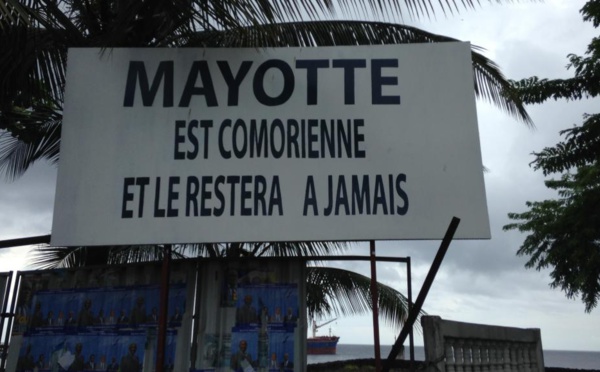 MAYOTTE
EST COMORIENNE
ET LE RESTERA A JAMAIS